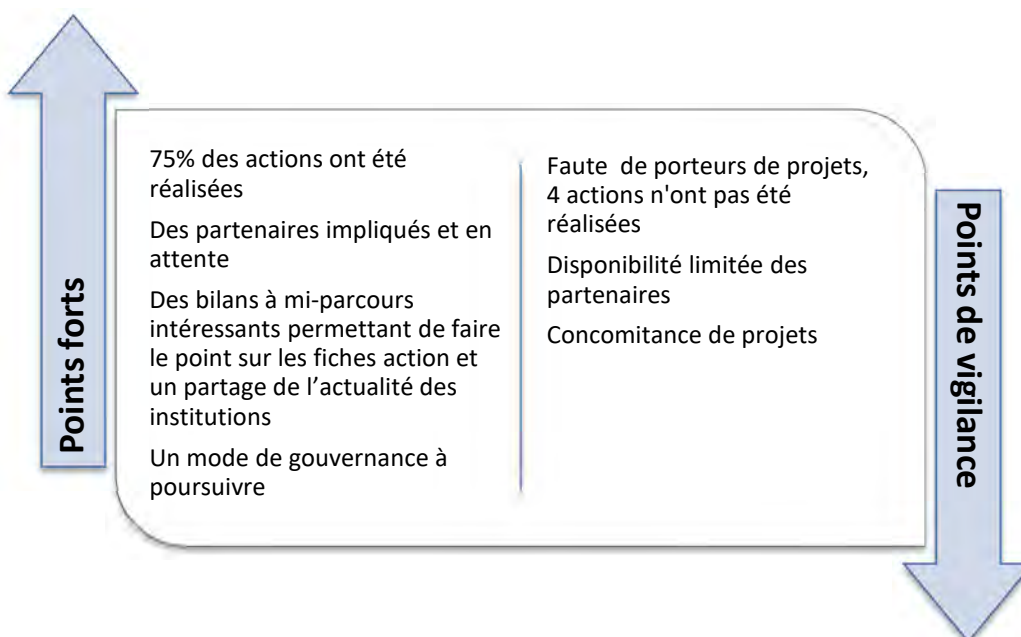 Points forts
75% des actions ont été
réalisées
Des partenaires impliqués et en
attente
Des bilans à mi-parcours
intéressants permettant de faire
le point sur les fiches action et
un partage de l’actualité des
institutions
Un mode de gouvernance à
poursuivre
Faute  de porteurs de projets,
4 actions n'ont pas été
réalisées
Disponibilité limitée des
partenaires
Concomitance de projets
Points de vigilance